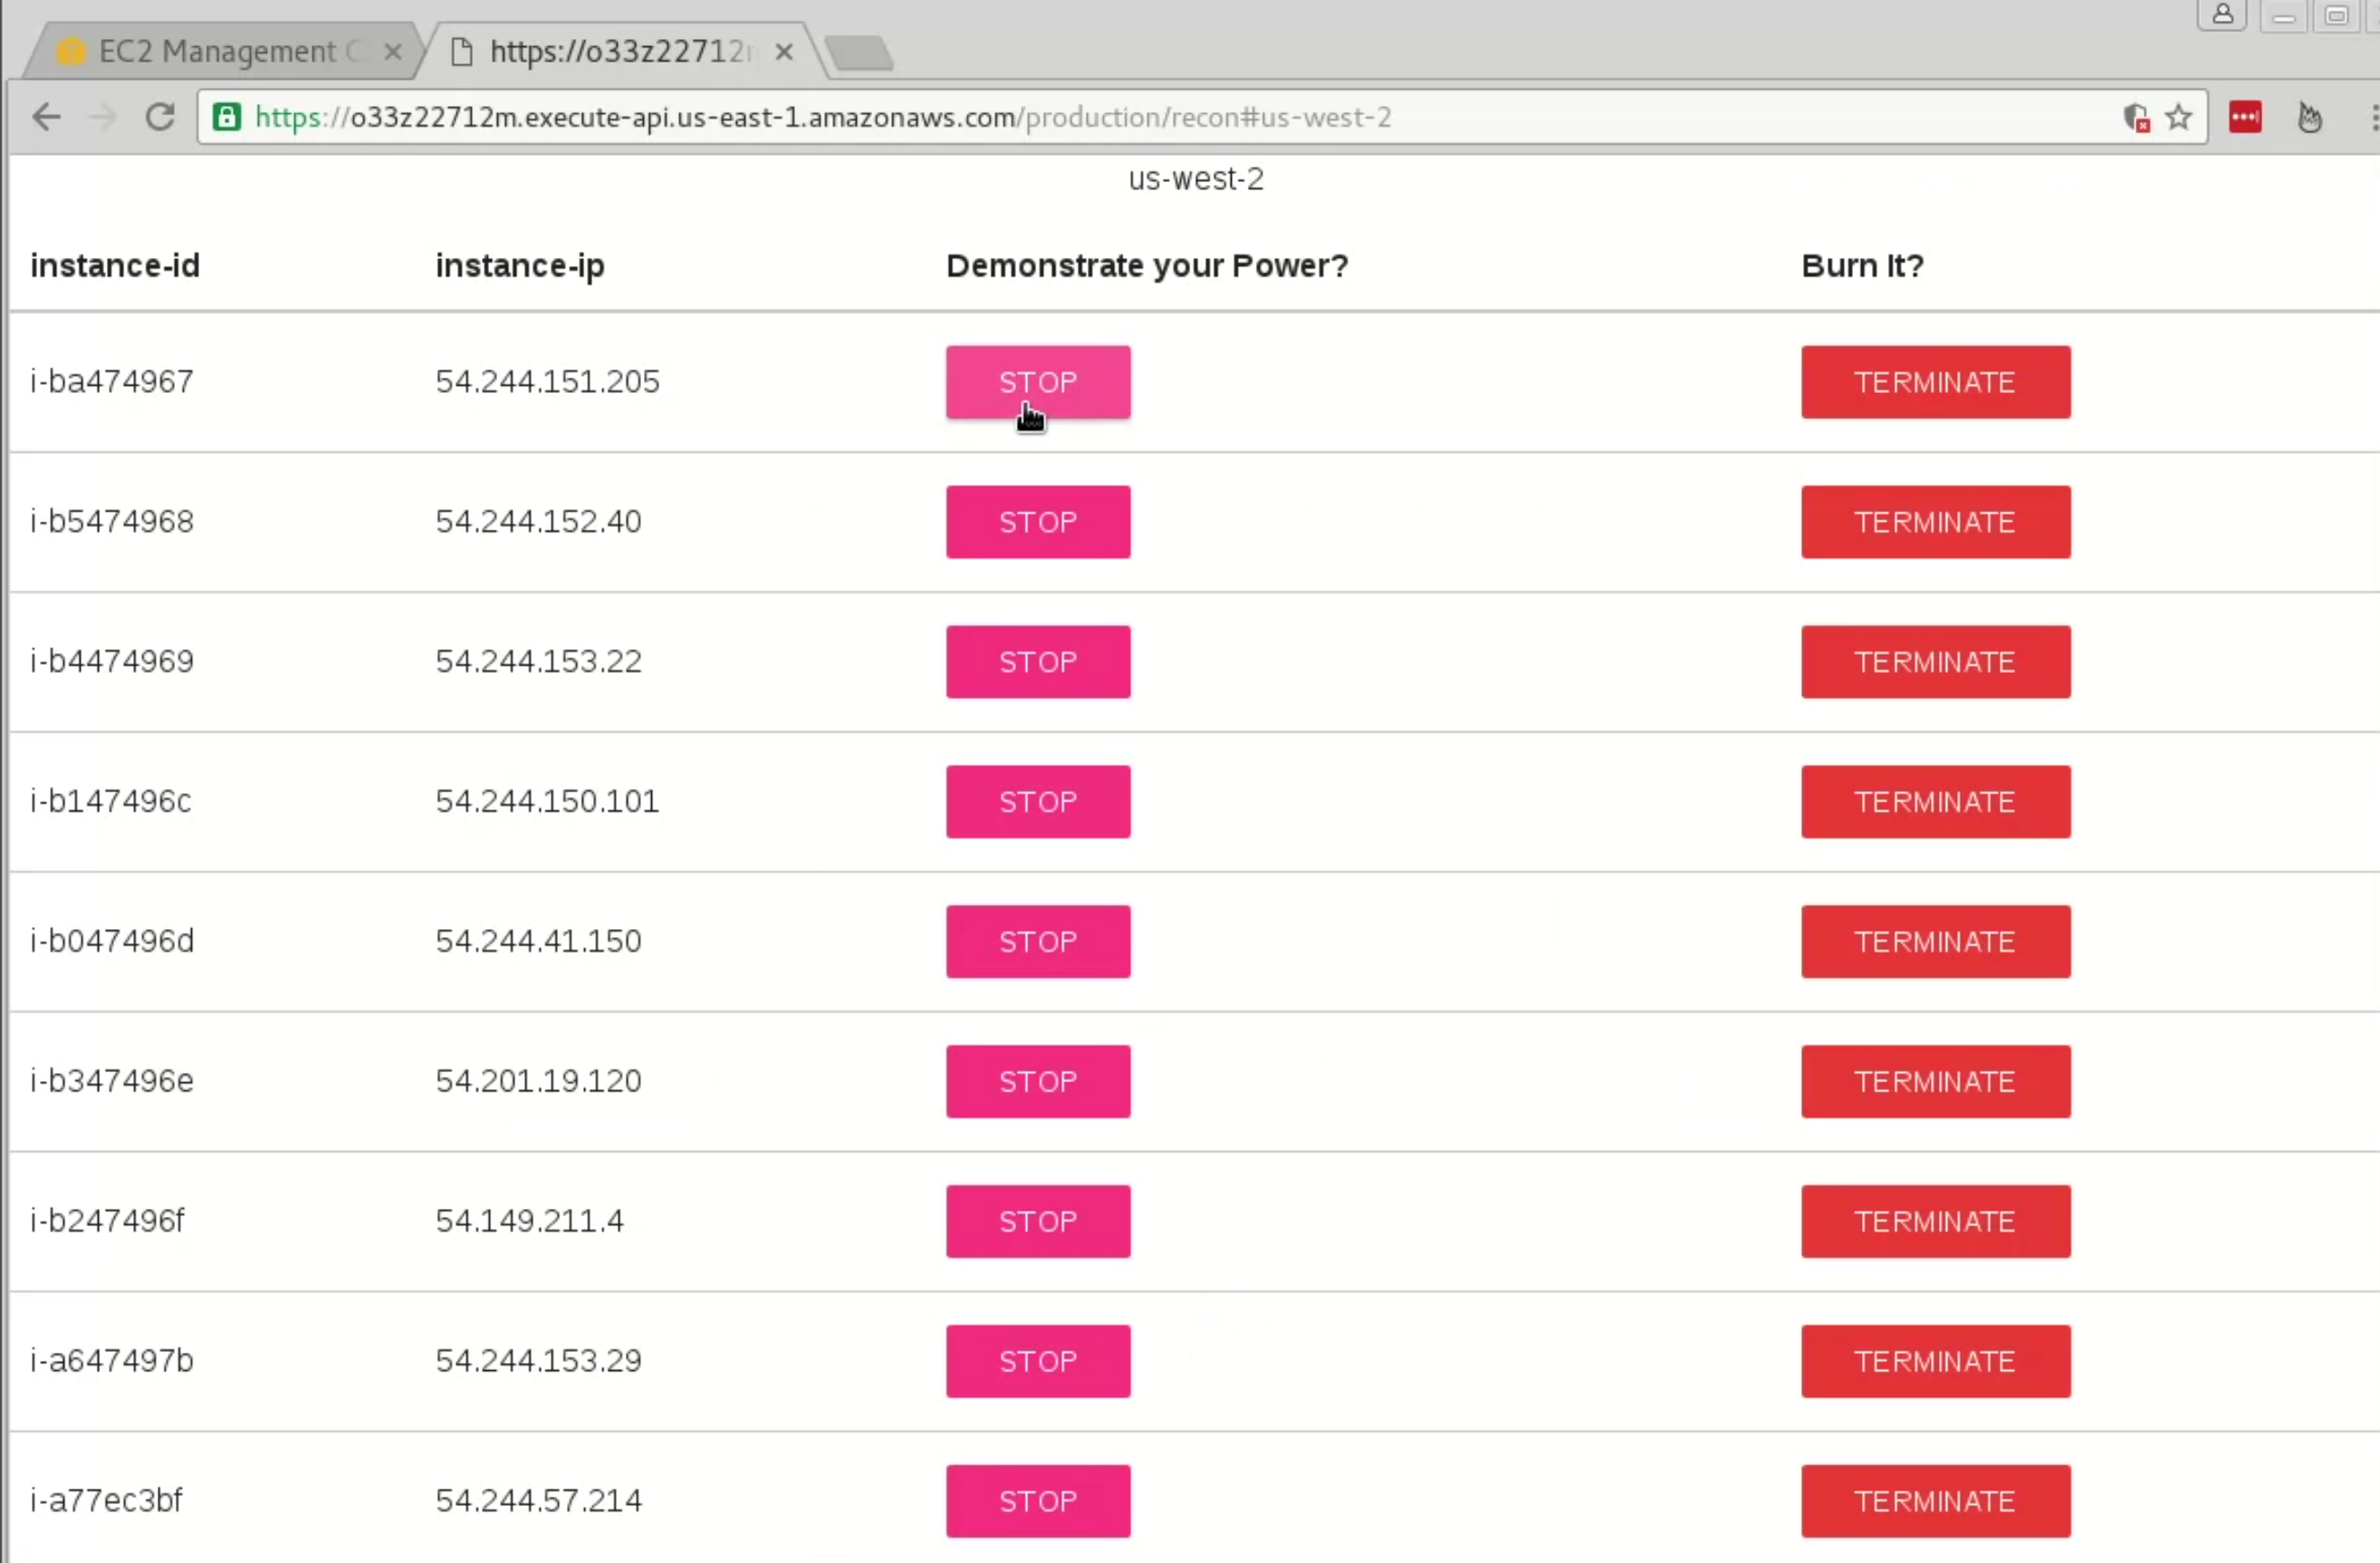 EC2 Management C
https://o33z22712
https://o33z22712m.execute-api.us-east-1.amazonaws.com/production/recon#us-west-2
us-west-2
instance-id instance-ip Demonstrate your Power? Burn It?
i-ba474967 54.244.151.205 STOP TERMINATE
i-b5474968 54.244.152.40 STOP TERMINATE
i-b4474969 54.244.153.22 STOP TERMINATE
i-b147496c 54.244.150.101 STOP TERMINATE
i-b047496d 54.244.41.150 STOP TERMINATE
i-b347496e 54.201.19.120 STOP TERMINATE
i-b247496f 54.149.211.4 STOP TERMINATE
i-a647497b 54.244.153.29 STOP TERMINATE
i-a77ec3bf 54.244.57.214 STOP TERMINATE